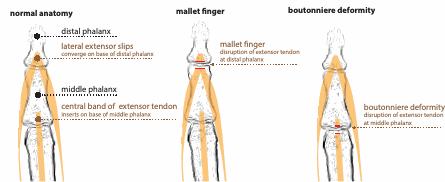 normal anatomy
distal phalanx
lateral extensor slips
converge on base of distal phalanx
middle phalanx
central band of extensor tendon
inserts on base of middle phalanx
mallet finger
mallet finger
disruption of extensor tendon
at distal phalanx
boutonniere deformity
boutonniere deformity
disruption of extensor tendon
at middle phalanx